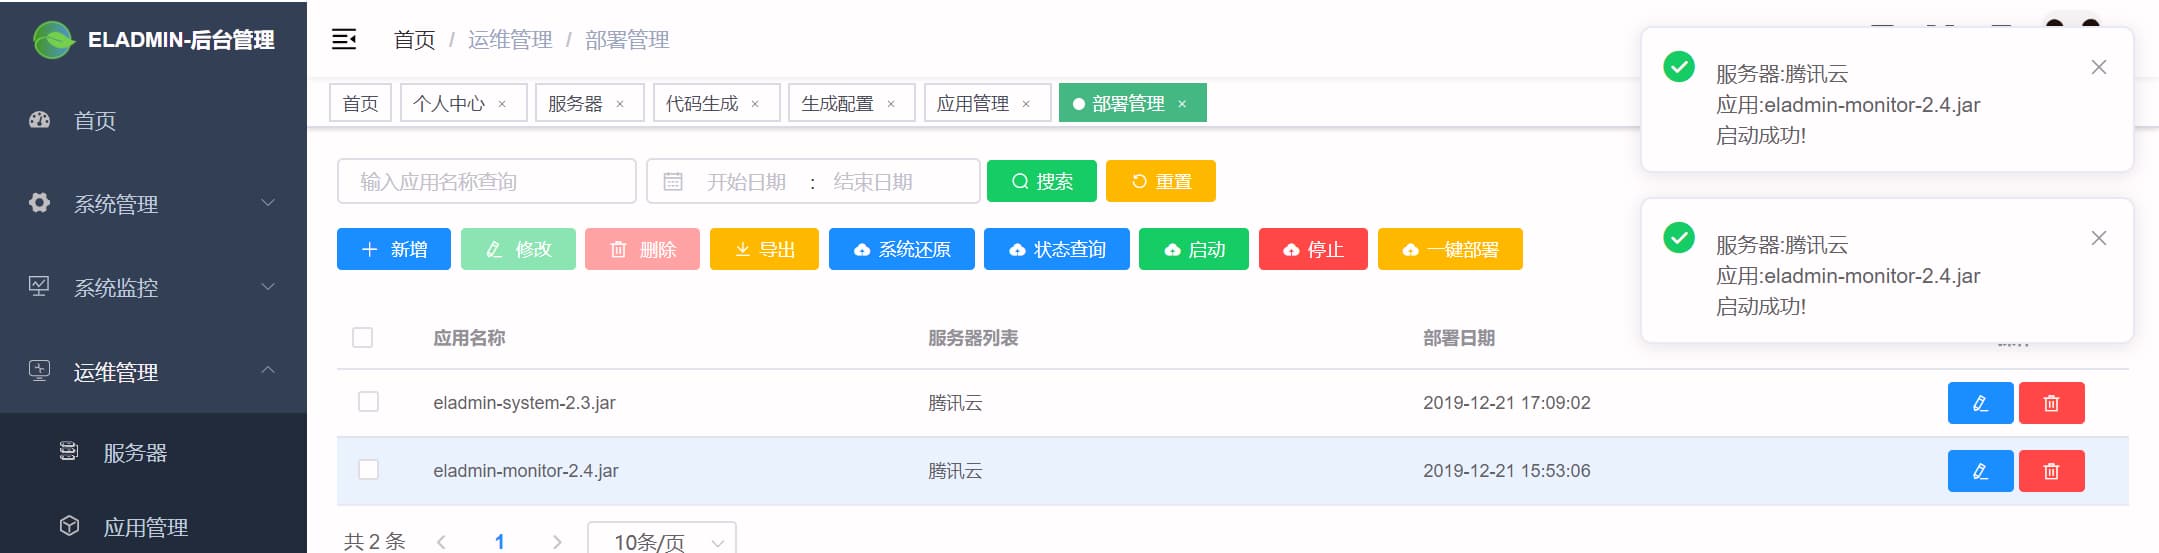 ELADMIN-后台管理
首页
系统管理
系统监控
运维管理
服务器
应用管理
首页 / 运维管理 / 部署管理
首页 个人中心 × 服务器 × 代码生成 × 生成配置 × 应用管理 × 部署管理 ×
输入应用名称查询 开始日期 : 结束日期 搜索 重置
新增 修改 删除 导出 系统还原 状态查询 启动 停止 一键部署
应用名称 服务器列表 部署日期
eladmin-system-2.3.jar 腾讯云 2019-12-21 17:09:02
eladmin-monitor-2.4.jar 腾讯云 2019-12-21 15:53:06
共 2 条 1 10条/页
服务器:腾讯云
应用:eladmin-monitor-2.4.jar
启动成功!
服务器:腾讯云
应用:eladmin-monitor-2.4.jar
启动成功!